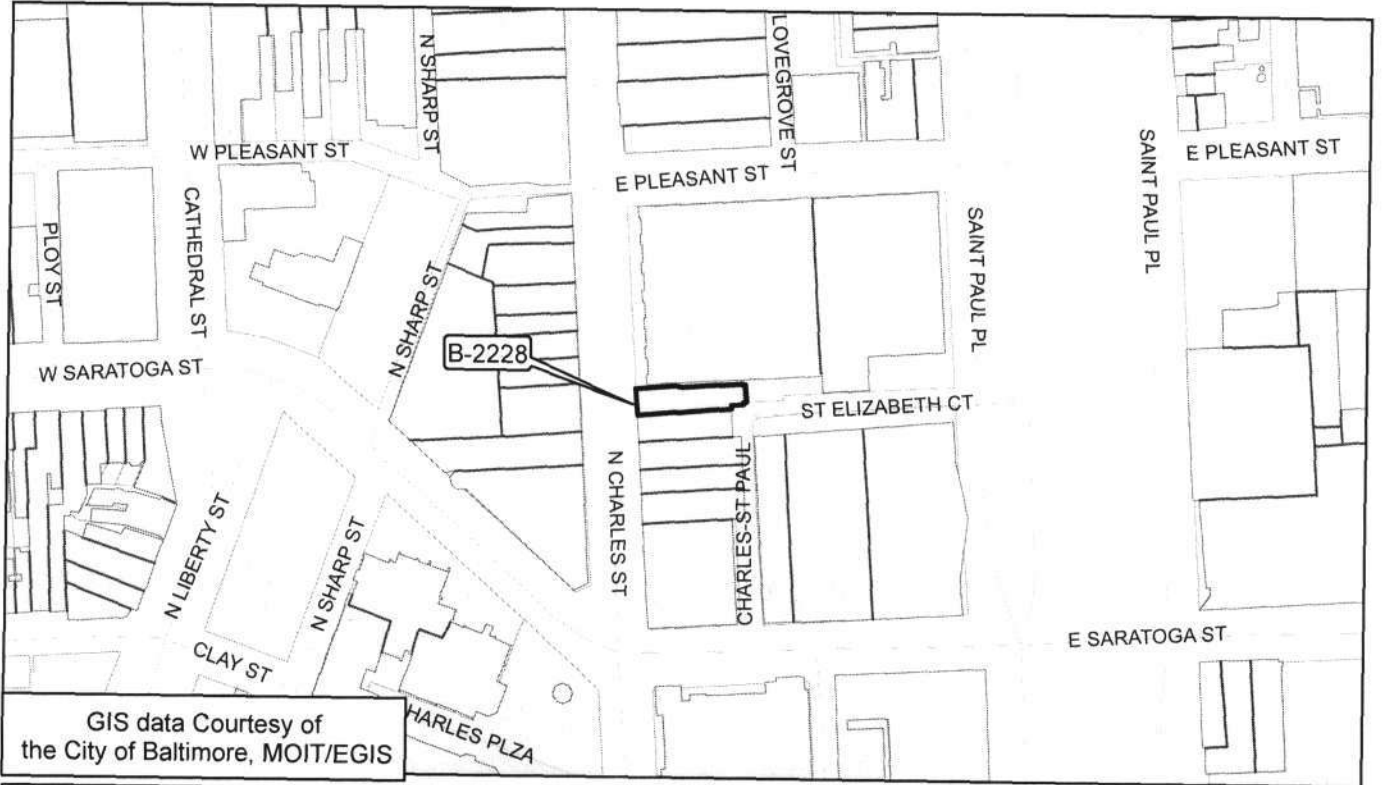 N SHARP ST
LOVEGROVE ST
W PLEASANT ST
E PLEASANT ST
E PLEASANT ST
SAINT PAUL PL
SAINT PAUL PL
PLOY ST
CATHEDRAL ST
N SHARP ST
B-2228
W SARATOGA ST
ST ELIZABETH CT
N CHARLES ST
CHARLES-ST PAUL
N LIBERTY ST
N SHARP ST
CLAY ST
E SARATOGA ST
HARLES PLZA
GIS data Courtesy of
the City of Baltimore, MOIT/EGIS